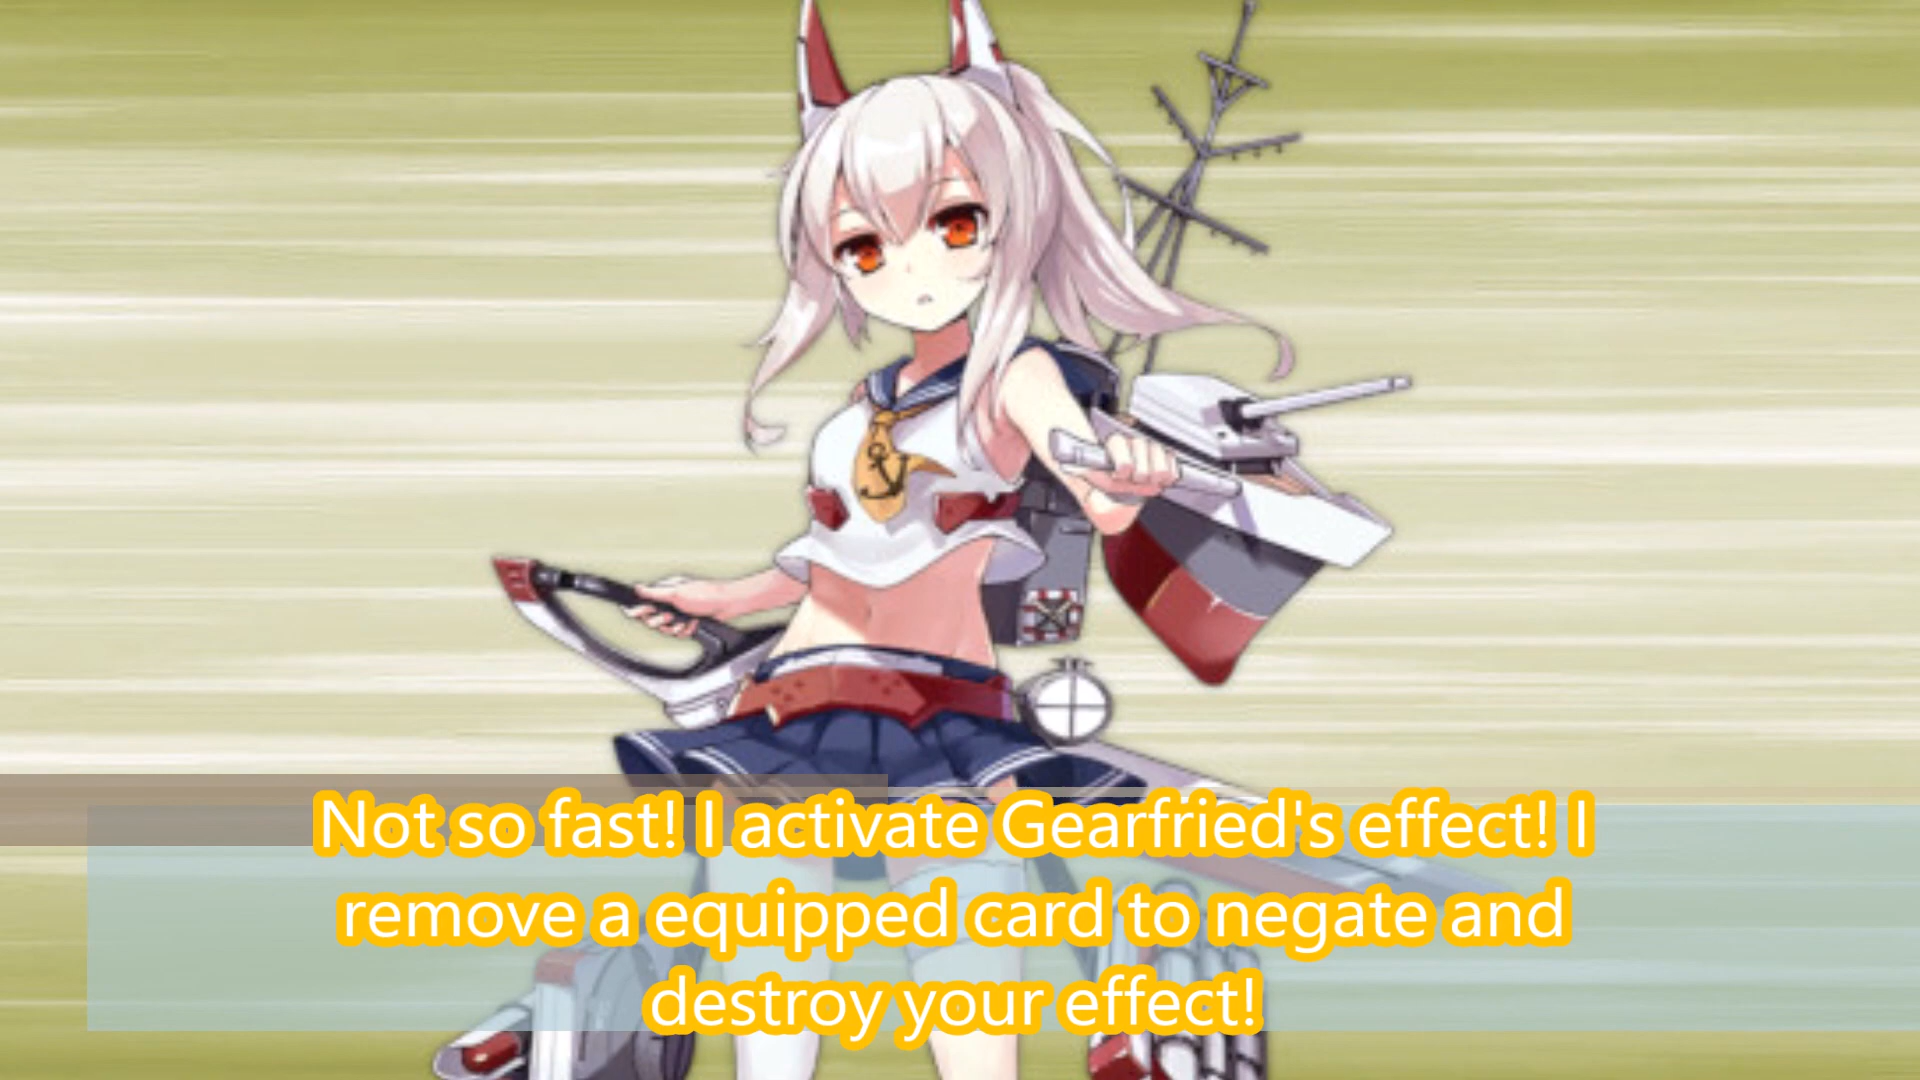 Not so fast! I activate Gearfried's effect! I
remove a equipped card to negate and
destroy your effect!